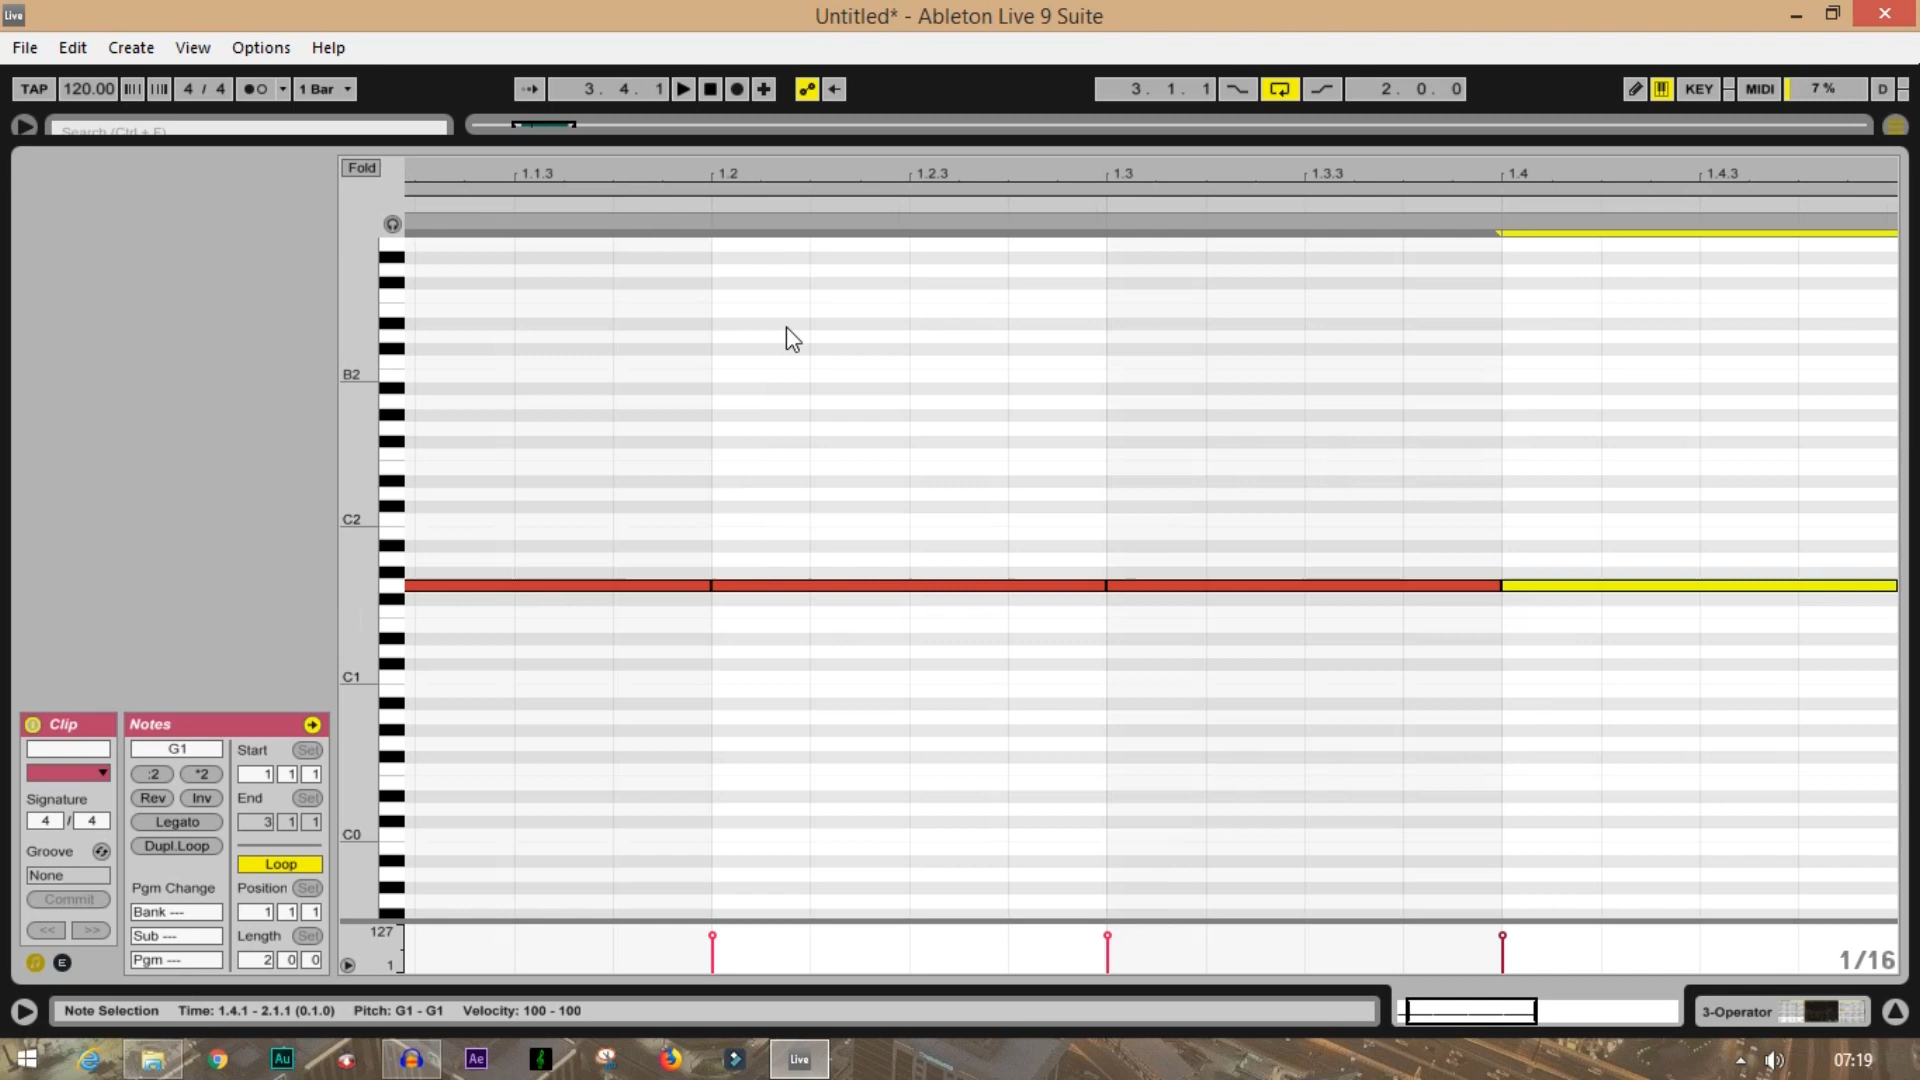 Live
Untitled* - Ableton Live 9 Suite
File Edit Create View Options Help
TAP 120.00 4 / 4 1 Bar 3. 4. 1 3. 1. 1 2. 0. 0 KEY MIDI 7 % D
Search (Ctrl + F)
Fold 1.1.3 1.2 1.2.3 1.3 1.3.3 1.4 1.4.3
B2
C2
C1
C0
Clip
Signature
4 / 4
Groove
None
Commit
<< >>
E
Notes
G1
:2 *2
Rev Inv
Legato
Dupl.Loop
Pgm Change
Bank ---
Sub ---
Pgm ---
Start Set
1 1 1
End Set
3 1 1
Loop
Position Set
1 1 1
Length Set
2 0 0
127
1
1/16
Note Selection Time: 1.4.1 - 2.1.1 (0.1.0) Pitch: G1 - G1 Velocity: 100 - 100
3-Operator
Au Ae Live 07:19